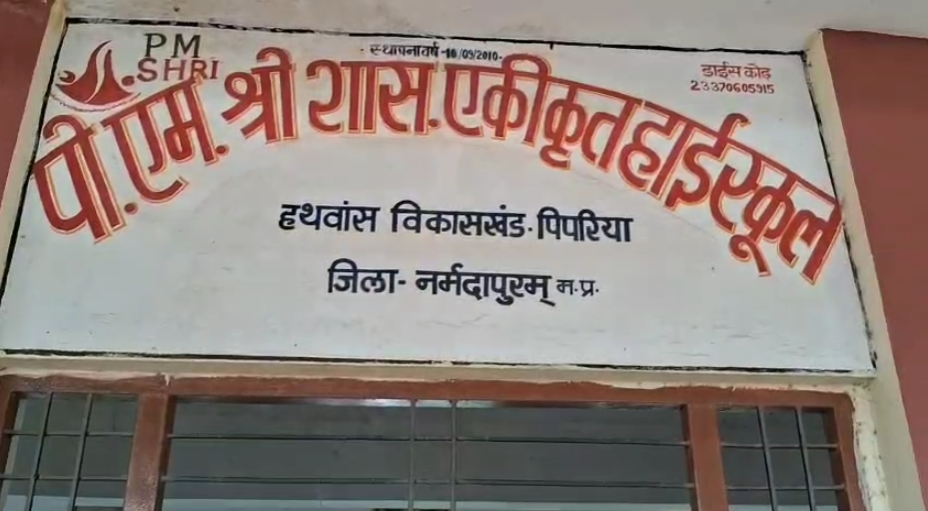 PM
SHRI
स्थापना वर्ष-16/09/2010.
डाईस कोड़
23370605915
पी.एम. श्री शास. एकीकृत हाईस्कूल
हथवांस विकासखंड-पिपरिया
जिला- नर्मदापुरम् म.प्र.